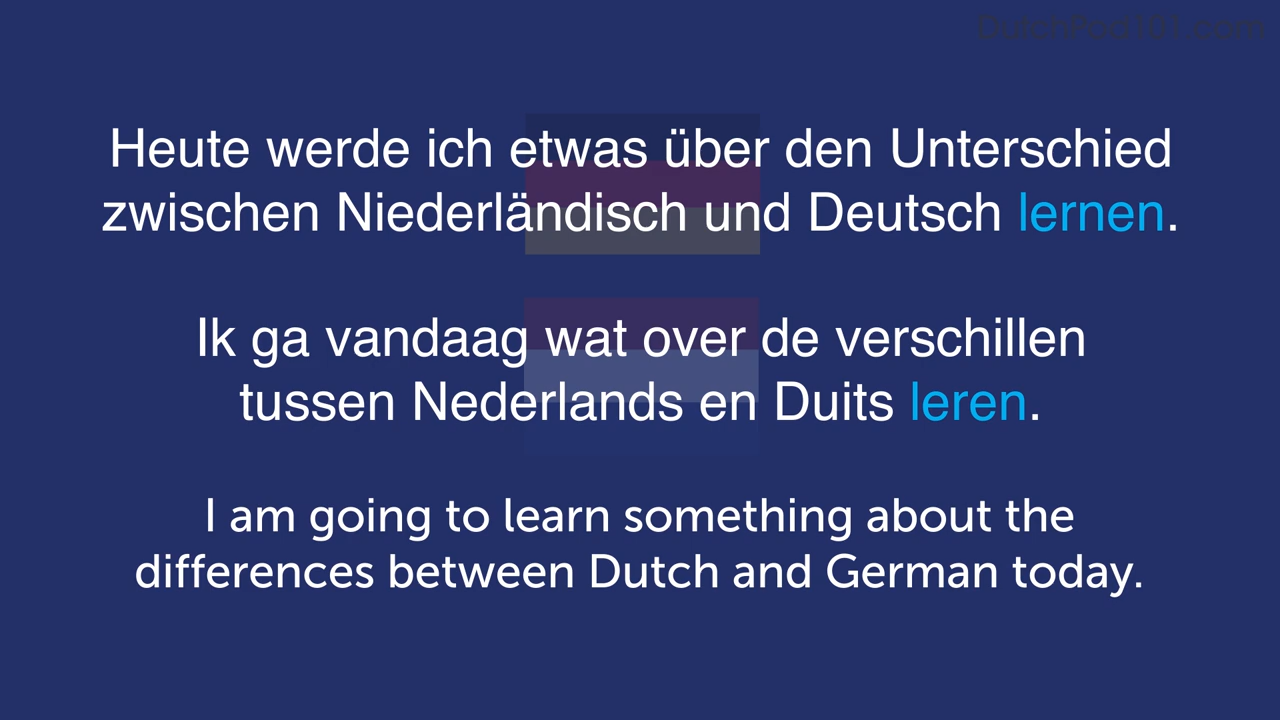 DutchPod101.com
Heute werde ich etwas über den Unterschied
zwischen Niederländisch und Deutsch lernen.
Ik ga vandaag wat over de verschillen
tussen Nederlands en Duits leren.
I am going to learn something about the
differences between Dutch and German today.